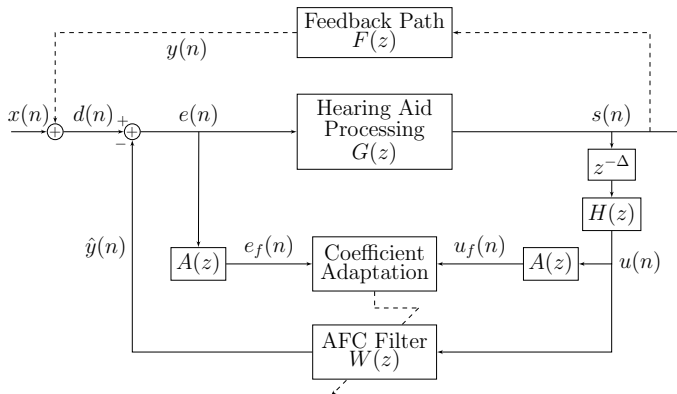 Feedback Path
F(z)
y(n)
x(n)
d(n)
+
−
e(n)
Hearing Aid
Processing
G(z)
s(n)
z^{−Δ}
H(z)
ŷ(n)
A(z)
e_f(n)
Coefficient
Adaptation
u_f(n)
A(z)
u(n)
AFC Filter
W(z)